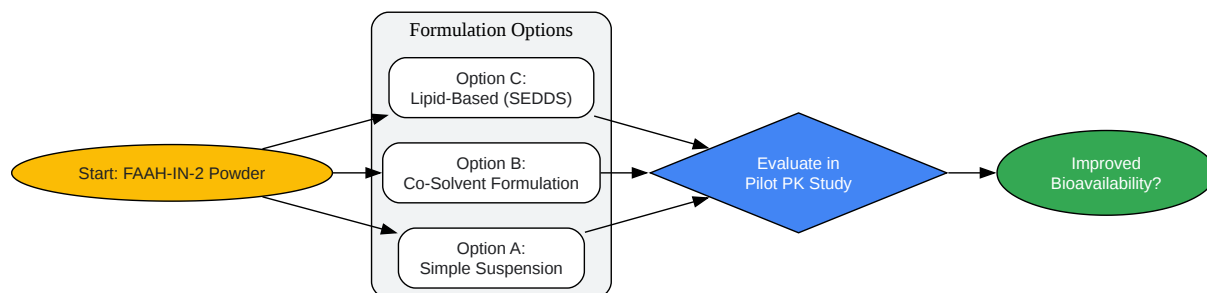 Formulation Options
Option C:
Lipid-Based (SEDDS)
Start: FAAH-IN-2 Powder
Option B:
Co-Solvent Formulation
Evaluate in
Pilot PK Study
Improved
Bioavailability?
Option A:
Simple Suspension